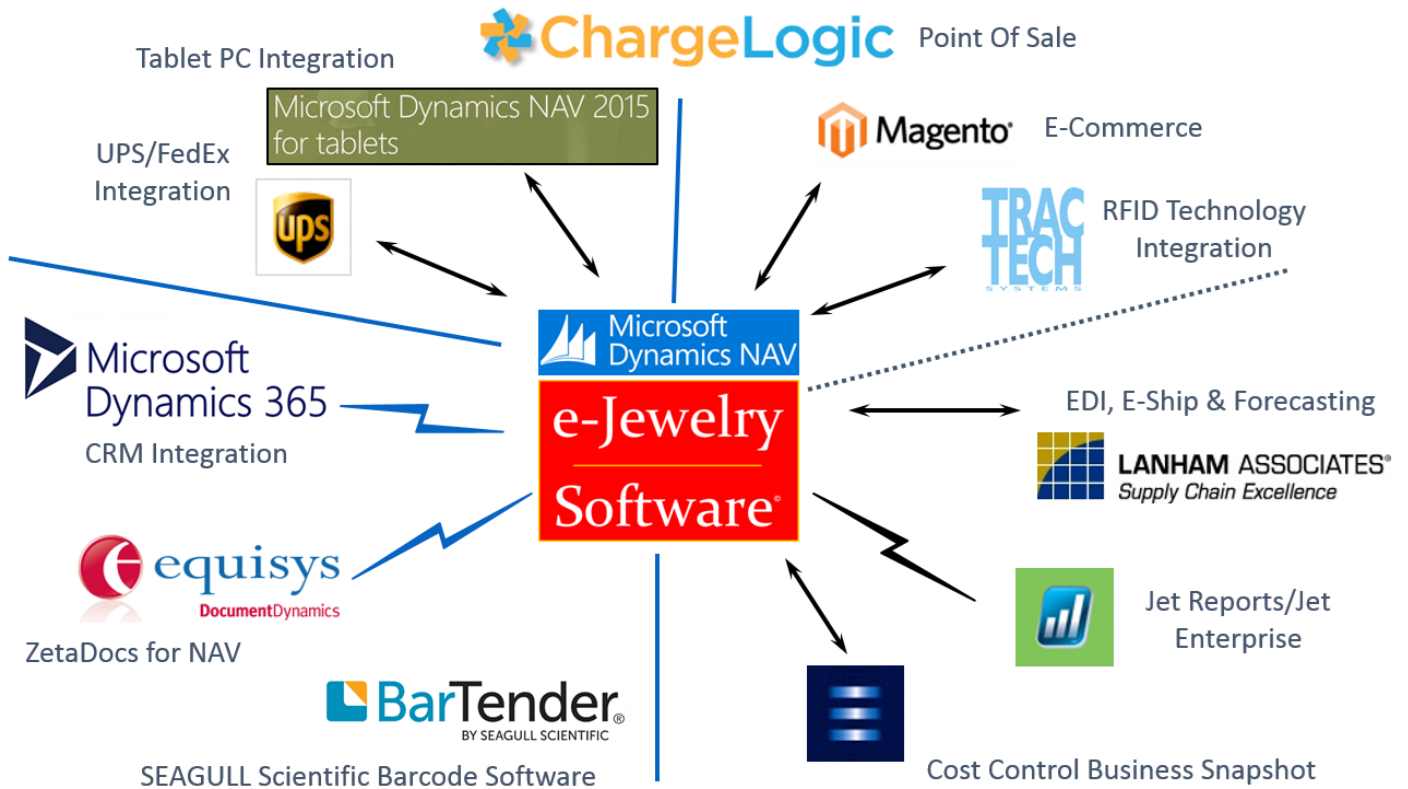 ChargeLogic
Point Of Sale
Tablet PC Integration
Microsoft Dynamics NAV 2015
for tablets
Magento®
E-Commerce
UPS/FedEx
Integration
ups
TRAC
TECH
SYSTEMS
RFID Technology
Integration
Microsoft
Dynamics NAV
e-Jewelry
Software©
Microsoft
Dynamics 365
CRM Integration
EDI, E-Ship & Forecasting
LANHAM ASSOCIATES®
Supply Chain Excellence
equisys
DocumentDynamics
ZetaDocs for NAV
Jet Reports/Jet
Enterprise
BarTender®
BY SEAGULL SCIENTIFIC
SEAGULL Scientific Barcode Software
Cost Control Business Snapshot